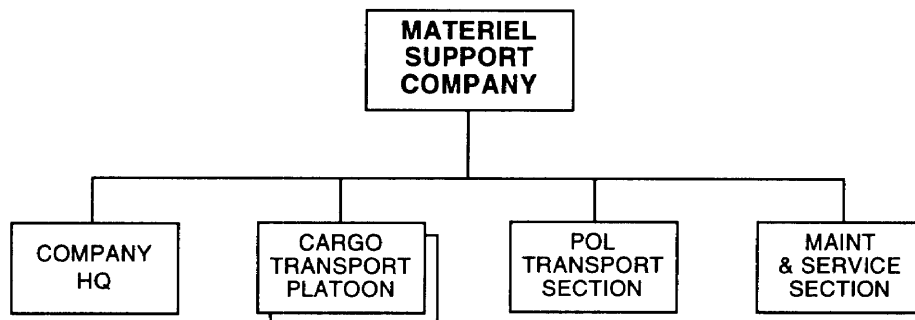 MATERIEL
SUPPORT
COMPANY
COMPANY
HQ
CARGO
TRANSPORT
PLATOON
POL
TRANSPORT
SECTION
MAINT
& SERVICE
SECTION